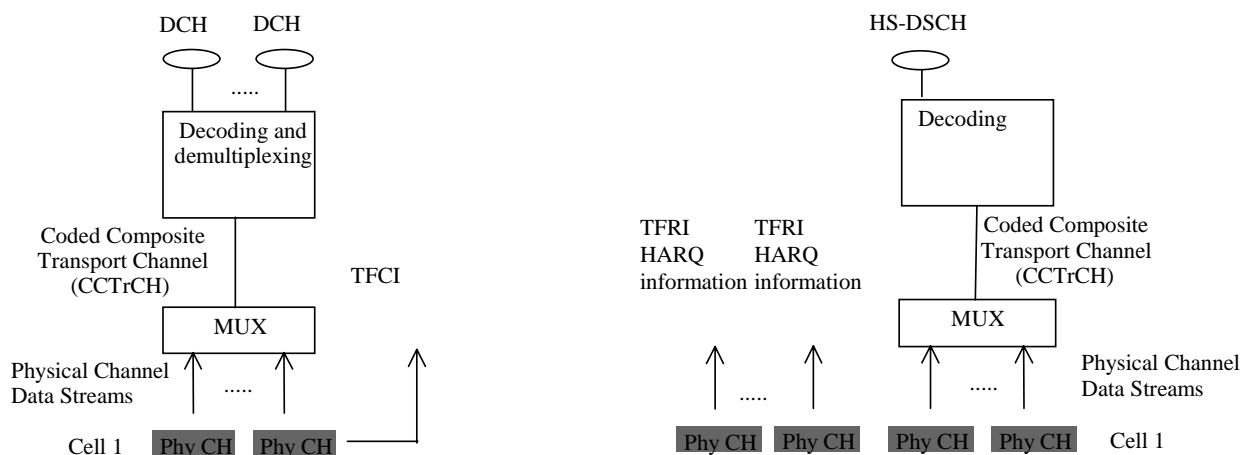 DCH
DCH
.....
Decoding and
demultiplexing
Coded Composite
Transport Channel
(CCTrCH)
TFCI
MUX
Physical Channel
Data Streams
.....
Cell 1
Phy CH
Phy CH
HS-DSCH
Decoding
TFRI
HARQ
information
TFRI
HARQ
information
Coded Composite
Transport Channel
(CCTrCH)
MUX
Physical Channel
Data Streams
.....
.....
Phy CH
Phy CH
Phy CH
Phy CH
Cell 1